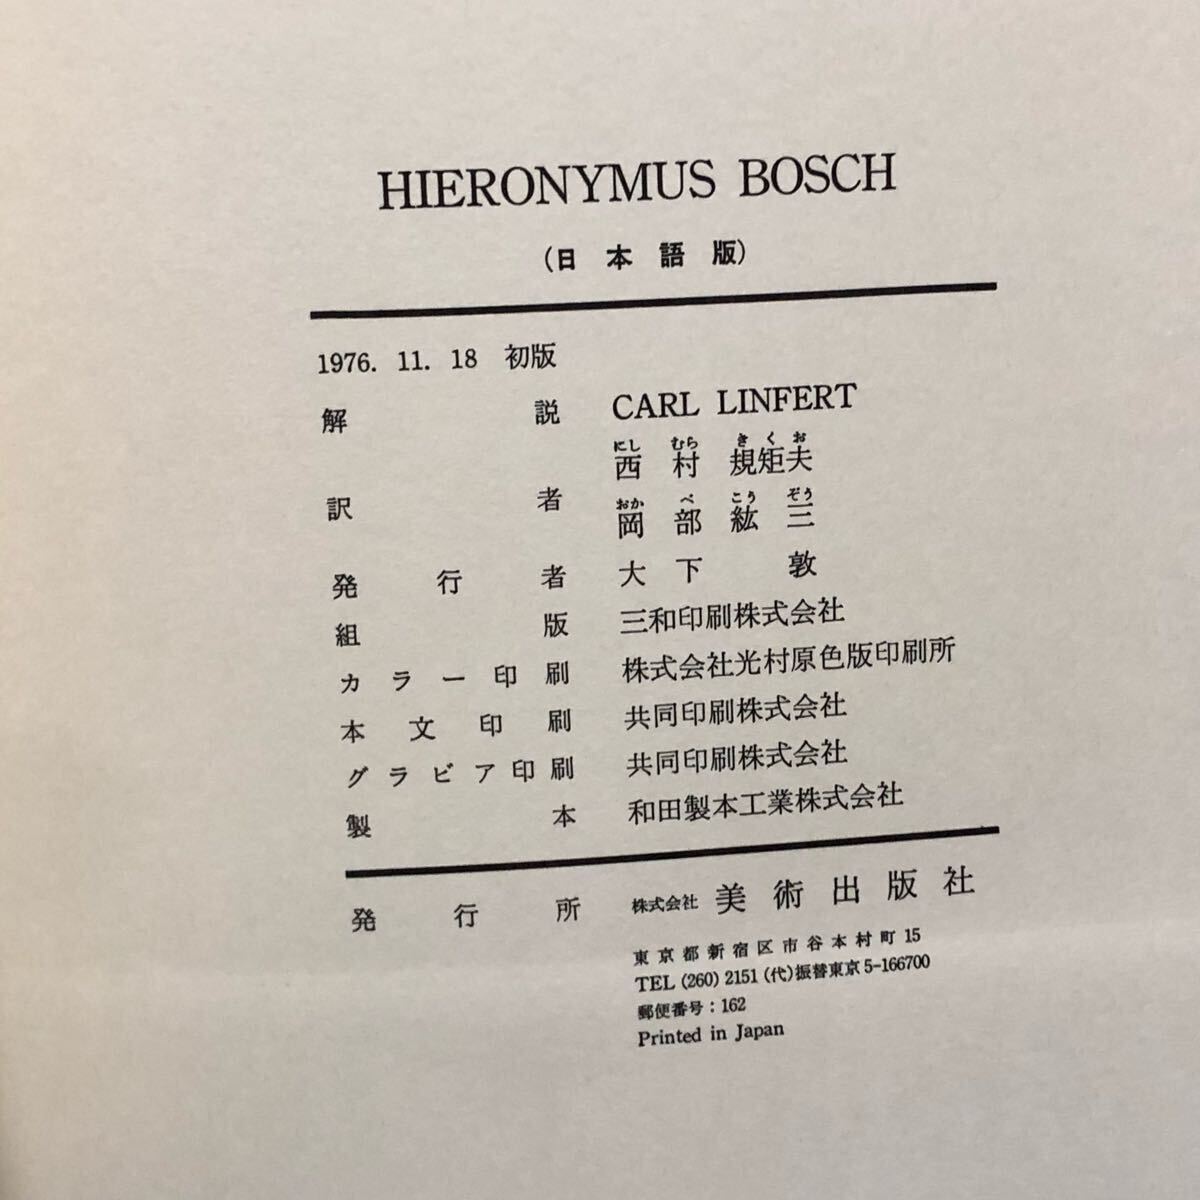 HIERONYMUS BOSCH
(日本語版)
1976. 11. 18 初版
解説 CARL LINFERT
にし むら きくお
西村規矩夫
訳者
おか べ こう ぞう
岡部紘三
発行者 大下敦
組版 三和印刷株式会社
カラー印刷 株式会社光村原色版印刷所
本文印刷 共同印刷株式会社
グラビア印刷 共同印刷株式会社
製本 和田製本工業株式会社
発行所 株式会社 美術出版社
東京都新宿区市谷本村町15
TEL (260) 2151 (代)振替東京5-166700
郵便番号：162
Printed in Japan